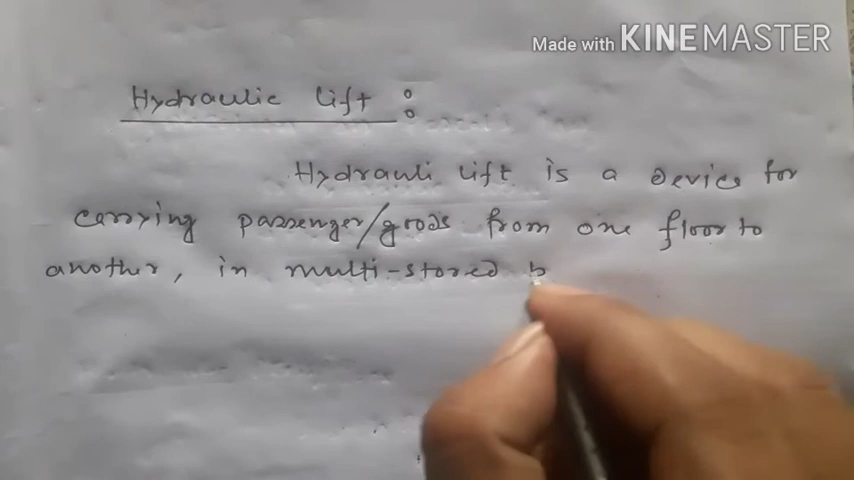 Made with KINEMASTER
Hydraulic lift :
Hydrauli lift is a device for
carrying passenger/goods from one floor to
another, in multi-stored b